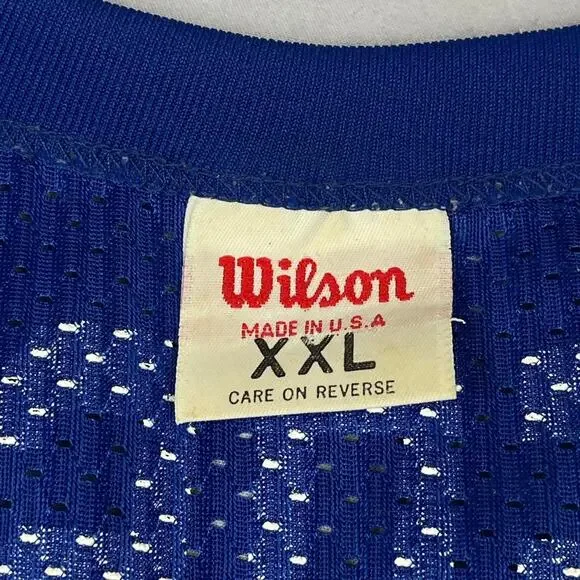 Wilson
MADE IN U.S.A
XXL
CARE ON REVERSE